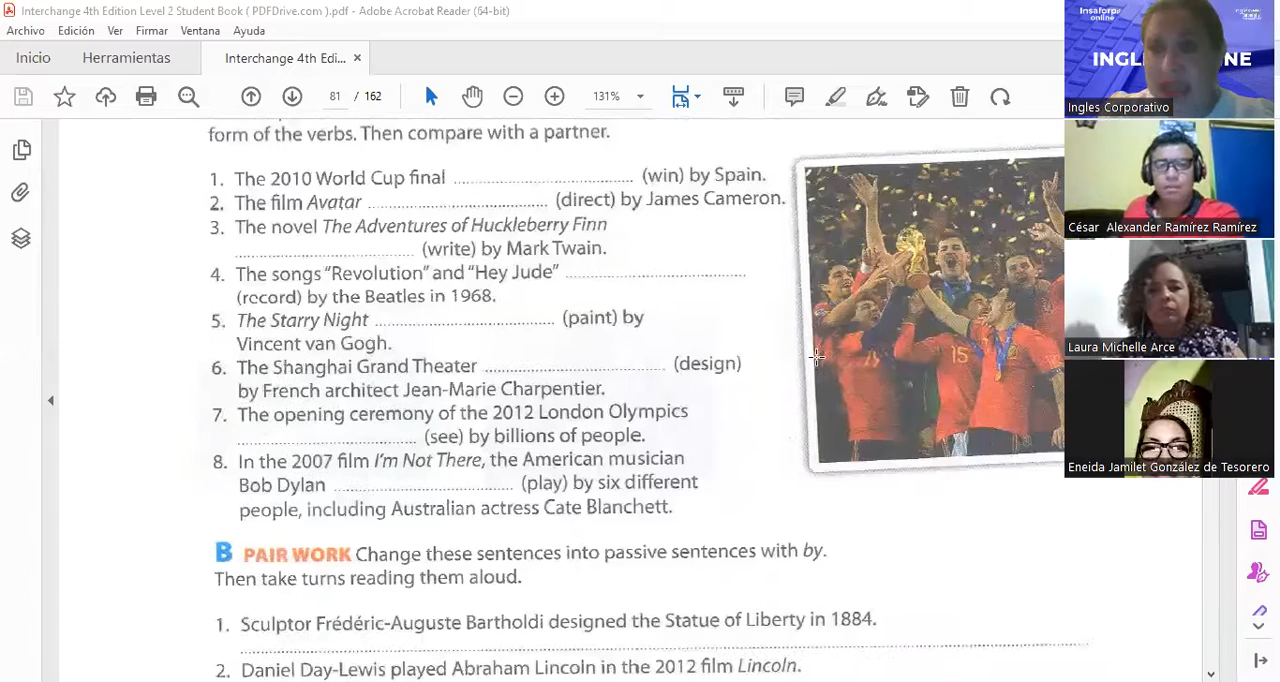 Interchange 4th Edition Level 2 Student Book ( PDFDrive.com ).pdf - Adobe Acrobat Reader (64-bit)
Archivo Edición Ver Firmar Ventana Ayuda
Inicio Herramientas Interchange 4th Edi... ×
81 / 162 131%
form of the verbs. Then compare with a partner.
1. The 2010 World Cup final .................... (win) by Spain.
2. The film Avatar .................... (direct) by James Cameron.
3. The novel The Adventures of Huckleberry Finn
.................... (write) by Mark Twain.
4. The songs "Revolution" and "Hey Jude" ....................
(record) by the Beatles in 1968.
5. The Starry Night .................... (paint) by
Vincent van Gogh.
6. The Shanghai Grand Theater .................... (design)
by French architect Jean-Marie Charpentier.
7. The opening ceremony of the 2012 London Olympics
.................... (see) by billions of people.
8. In the 2007 film I'm Not There, the American musician
Bob Dylan .................... (play) by six different
people, including Australian actress Cate Blanchett.
B PAIR WORK Change these sentences into passive sentences with by.
Then take turns reading them aloud.
1. Sculptor Frédéric-Auguste Bartholdi designed the Statue of Liberty in 1884.
2. Daniel Day-Lewis played Abraham Lincoln in the 2012 film Lincoln.
15
Insaforp
online
INGL NE
Ingles Corporativo
César Alexander Ramírez Ramírez
Laura Michelle Arce
Eneida Jamilet González de Tesorero